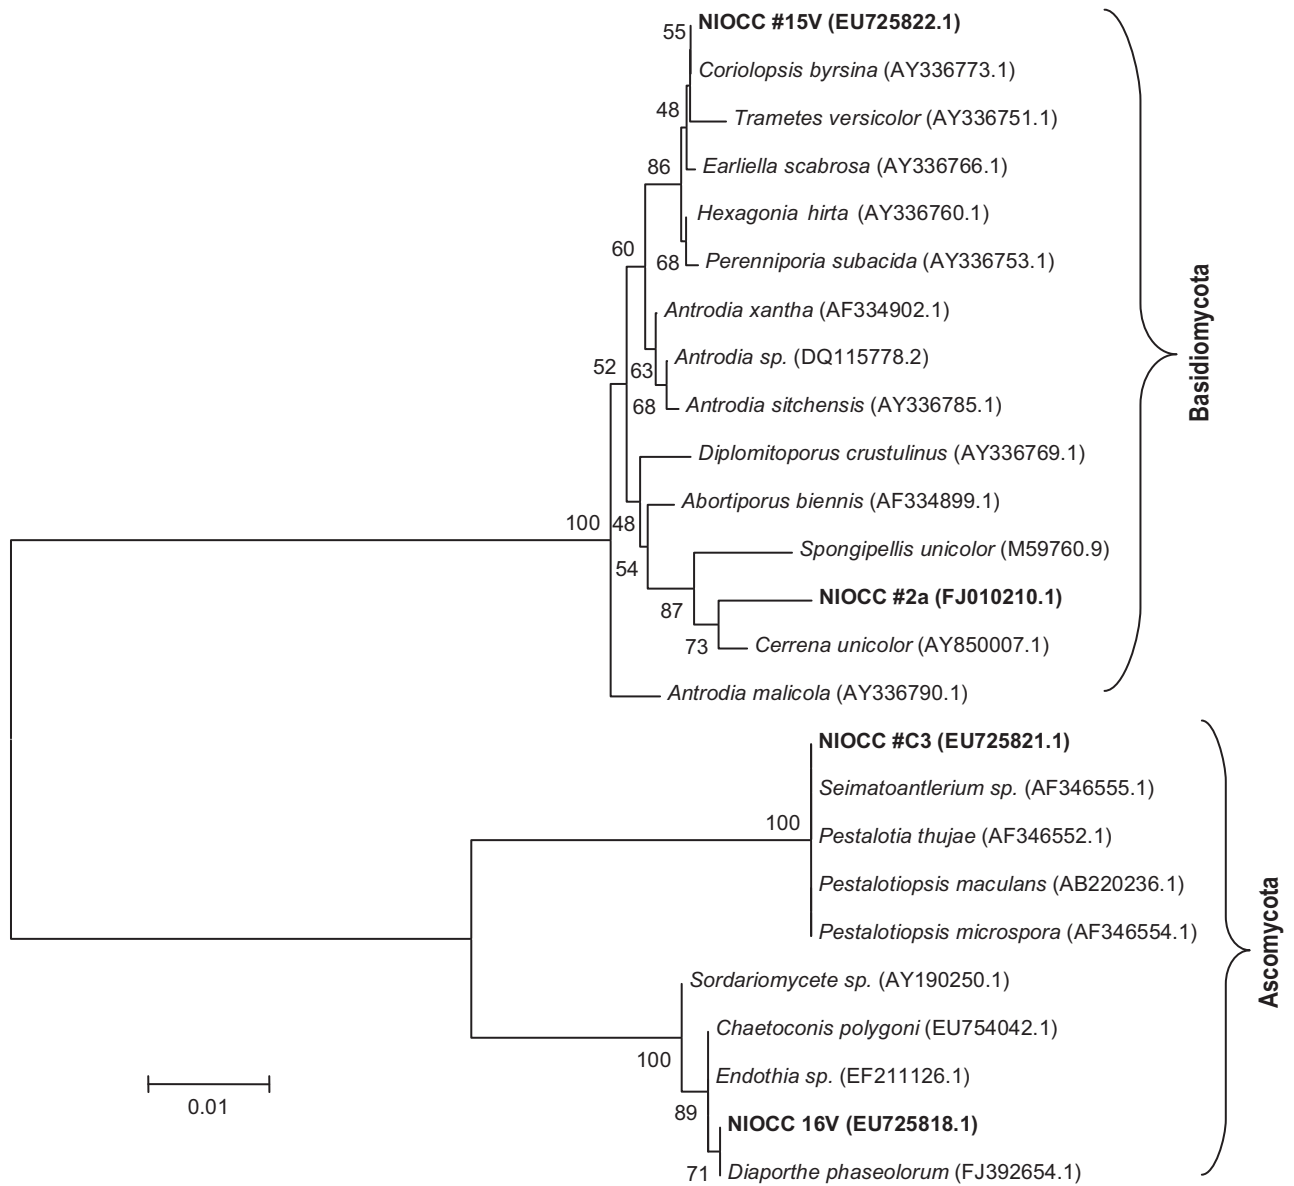 NIOCC #15V (EU725822.1)
55
Coriolopsis byrsina (AY336773.1)
48
Trametes versicolor (AY336751.1)
86
Earliella scabrosa (AY336766.1)
Hexagonia hirta (AY336760.1)
60
68
Perenniporia subacida (AY336753.1)
Antrodia xantha (AF334902.1)
Antrodia sp. (DQ115778.2)
52
63
68
Antrodia sitchensis (AY336785.1)
Diplomitoporus crustulinus (AY336769.1)
Abortiporus biennis (AF334899.1)
100
48
Spongipellis unicolor (M59760.9)
54
NIOCC #2a (FJ010210.1)
87
73
Cerrena unicolor (AY850007.1)
Antrodia malicola (AY336790.1)
Basidiomycota
NIOCC #C3 (EU725821.1)
Seimatoantlerium sp. (AF346555.1)
100
Pestalotia thujae (AF346552.1)
Pestalotiopsis maculans (AB220236.1)
Pestalotiopsis microspora (AF346554.1)
Sordariomycete sp. (AY190250.1)
Chaetoconis polygoni (EU754042.1)
100
Endothia sp. (EF211126.1)
89
NIOCC 16V (EU725818.1)
71
Diaporthe phaseolorum (FJ392654.1)
Ascomycota
0.01